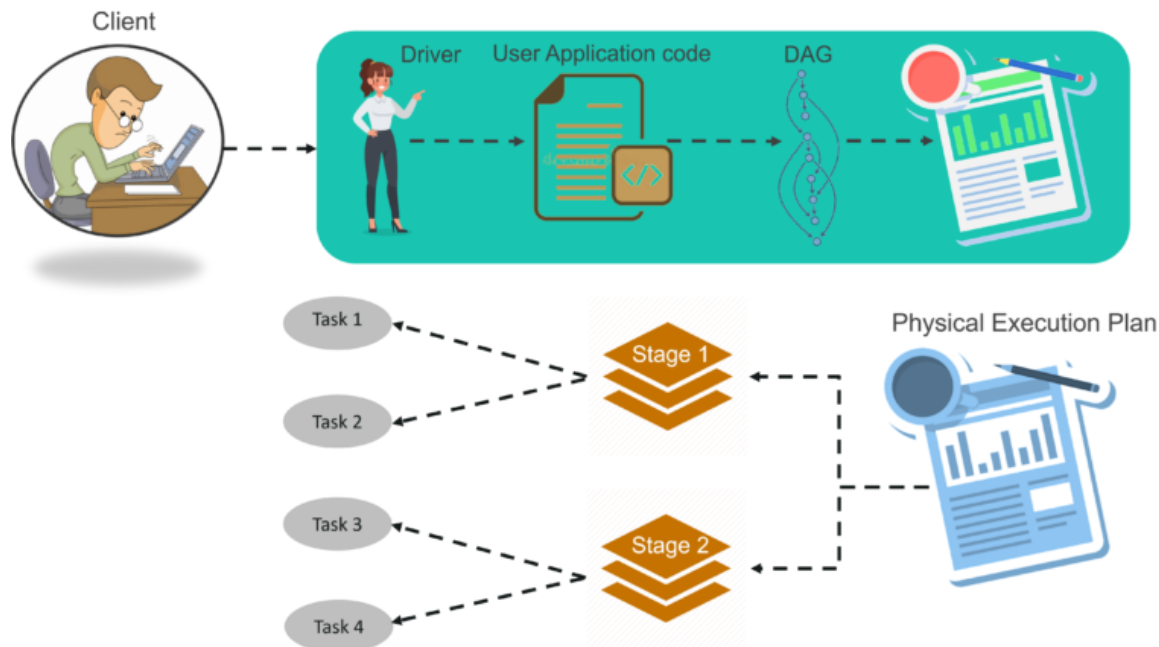 Client
Driver
User Application code
DAG
</>
Physical Execution Plan
Stage 1
Task 1
Task 2
Stage 2
Task 3
Task 4